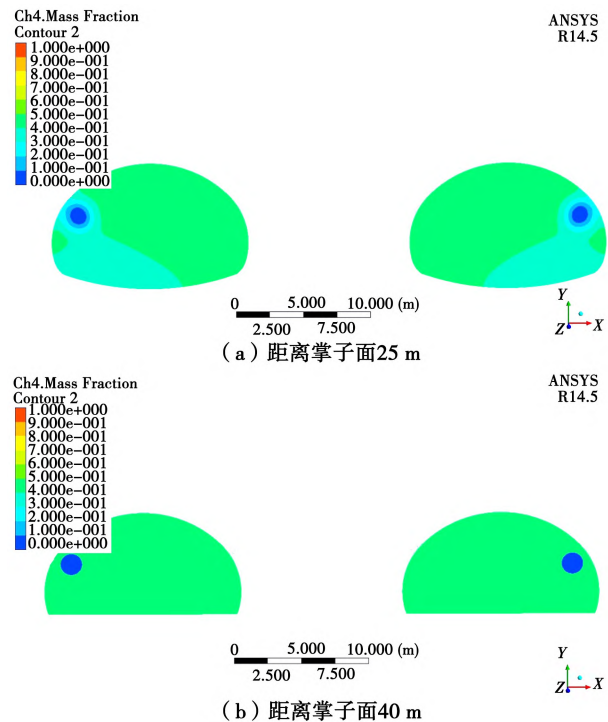 Ch4.Mass Fraction
Contour 2
1.000e+000
9.000e-001
8.000e-001
7.000e-001
6.000e-001
5.000e-001
4.000e-001
3.000e-001
2.000e-001
1.000e-001
0.000e+000
ANSYS
R14.5
0 5.000 10.000 (m)
2.500 7.500
Y
Z X
(a)距离掌子面25 m
Ch4.Mass Fraction
Contour 2
1.000e+000
9.000e-001
8.000e-001
7.000e-001
6.000e-001
5.000e-001
4.000e-001
3.000e-001
2.000e-001
1.000e-001
0.000e+000
ANSYS
R14.5
0 5.000 10.000 (m)
2.500 7.500
Y
Z X
(b)距离掌子面40 m